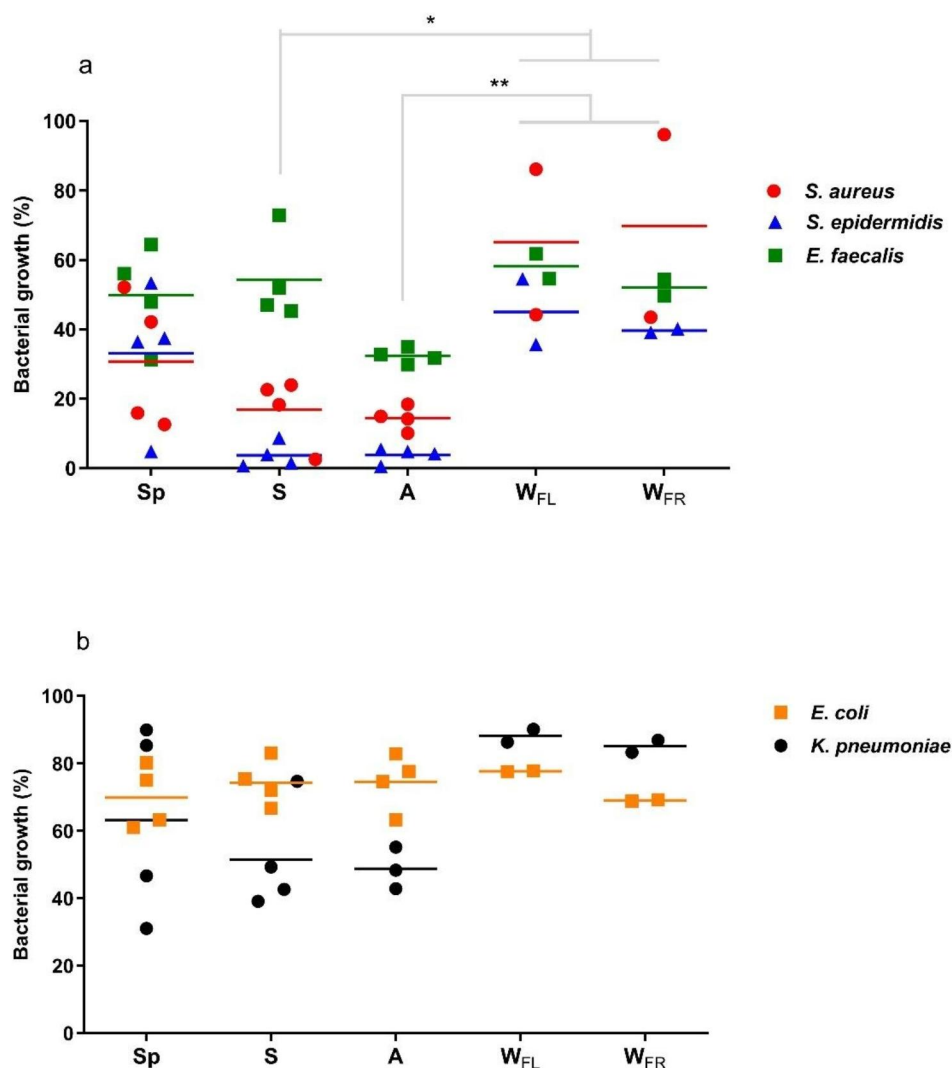 a
*
**
Bacterial growth (%)
100
80
60
40
20
0
Sp
S
A
WFL
WFR
S. aureus
S. epidermidis
E. faecalis
b
Bacterial growth (%)
100
80
60
40
20
0
Sp
S
A
WFL
WFR
E. coli
K. pneumoniae